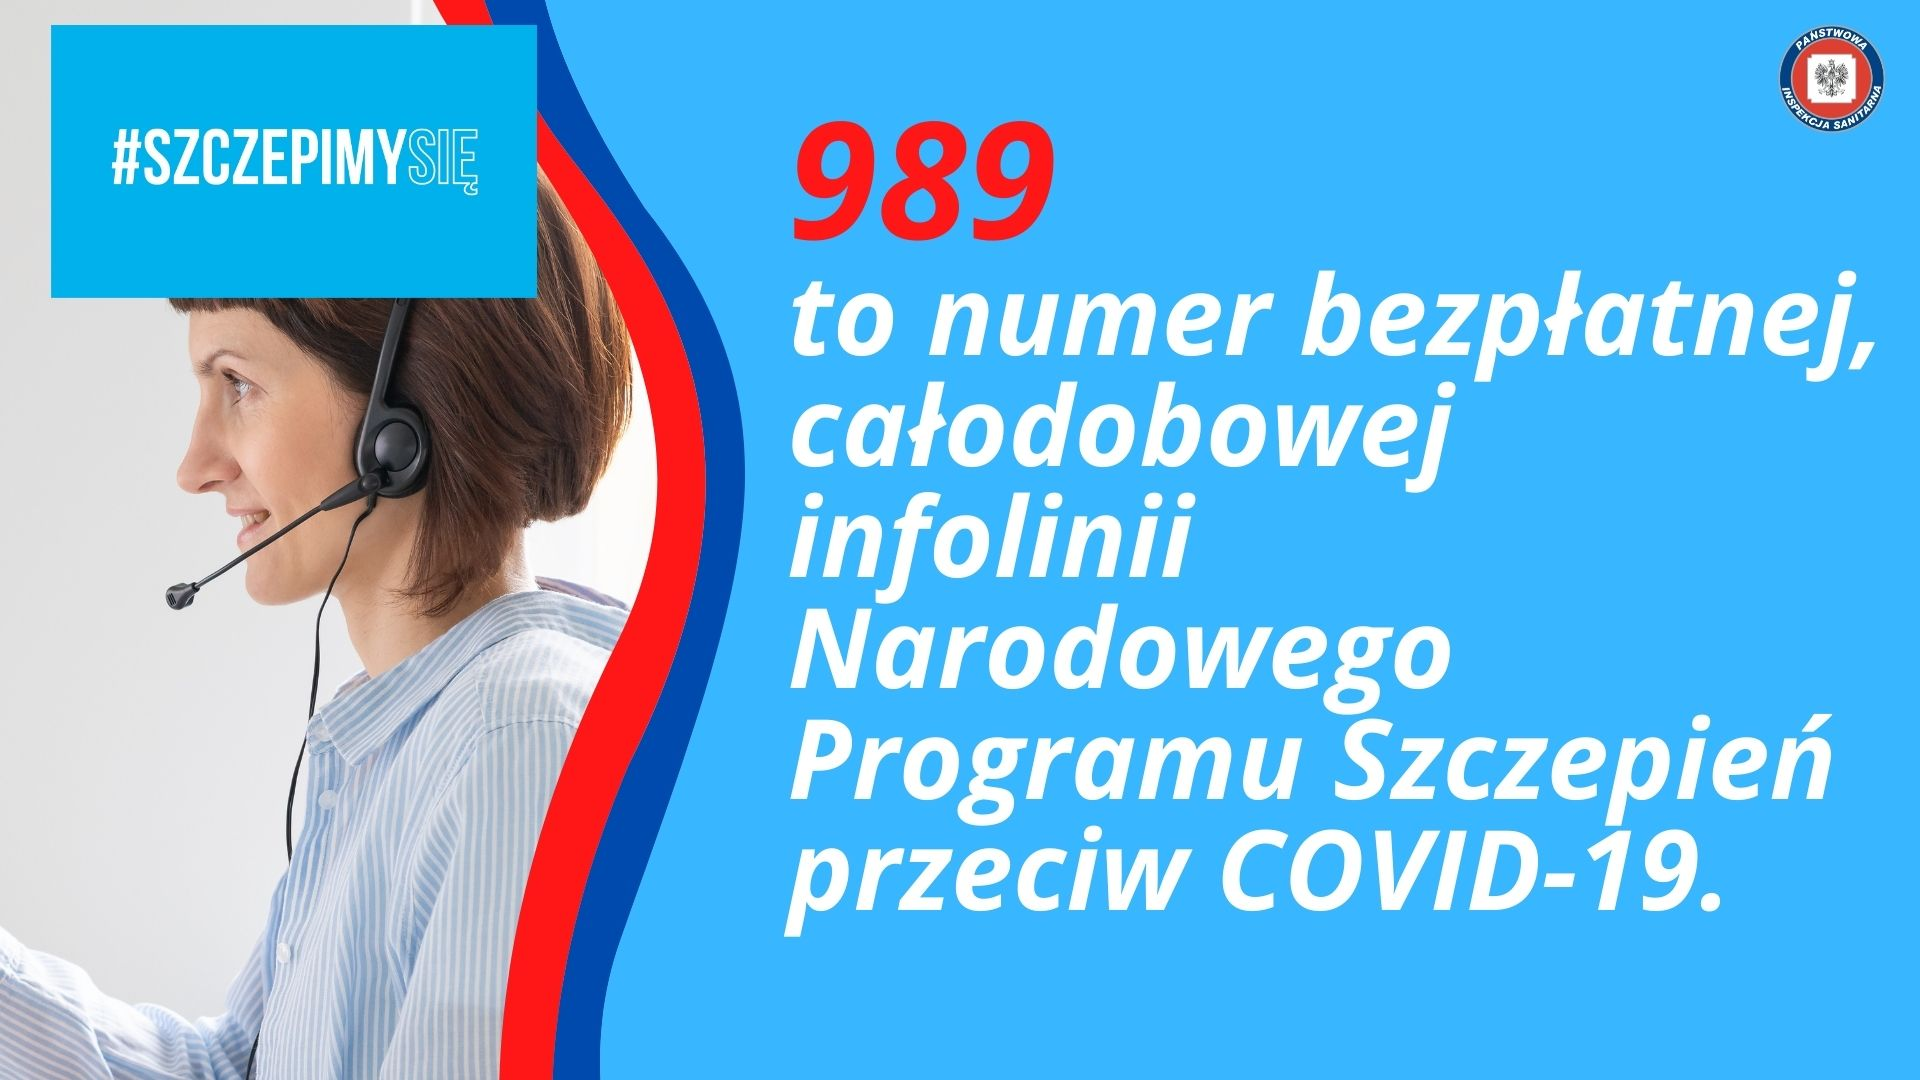 #SZCZEPIMYSIĘ
PAŃSTWOWA
INSPEKCJA SANITARNA
989
to numer bezpłatnej,
całodobowej
infolinii
Narodowego
Programu Szczepień
przeciw COVID-19.